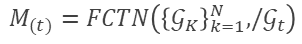 M_(t) = FCTN({𝒢_K}_{k=1}^N, /𝒢_t)